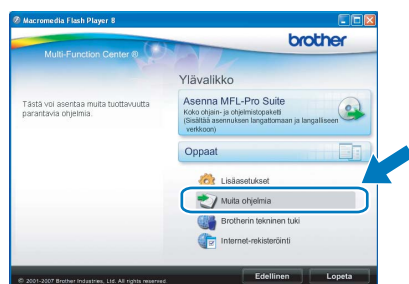 Macromedia Flash Player 8
brother
Multi-Function Center ®
Ylävalikko
Tästä voi asentaa muita tuottavuutta
parantavia ohjelmia.
Asenna MFL-Pro Suite
Koko ohjain- ja ohjelmistopaketti
(Sisältää asennuksen langattomaan ja langalliseen
verkkoon)
Oppaat
Lisäasetukset
Muita ohjelmia
Brotherin tekninen tuki
Internet-rekisteröinti
© 2001-2007 Brother Industries, Ltd. All rights reserved.
Edellinen
Lopeta